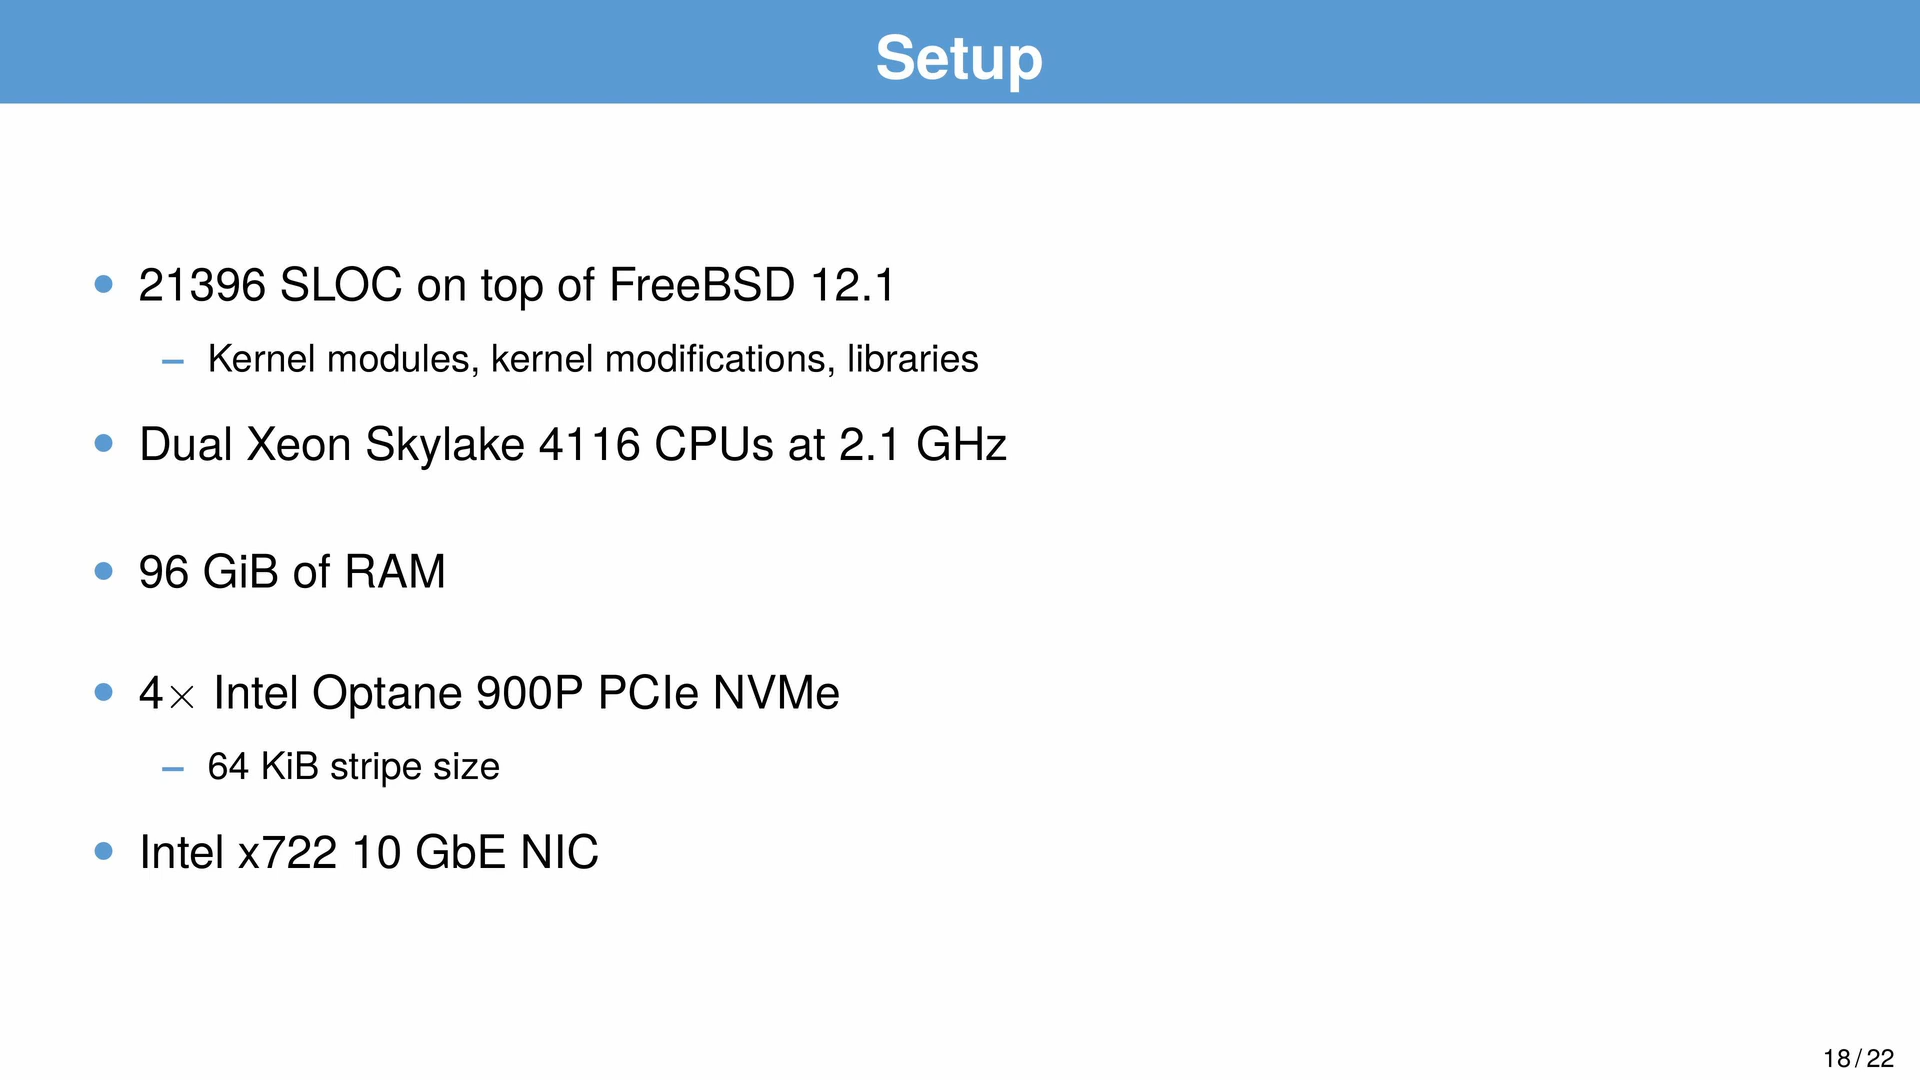 Setup
• 21396 SLOC on top of FreeBSD 12.1
– Kernel modules, kernel modifications, libraries
• Dual Xeon Skylake 4116 CPUs at 2.1 GHz
• 96 GiB of RAM
• 4× Intel Optane 900P PCIe NVMe
– 64 KiB stripe size
• Intel x722 10 GbE NIC
18 / 22